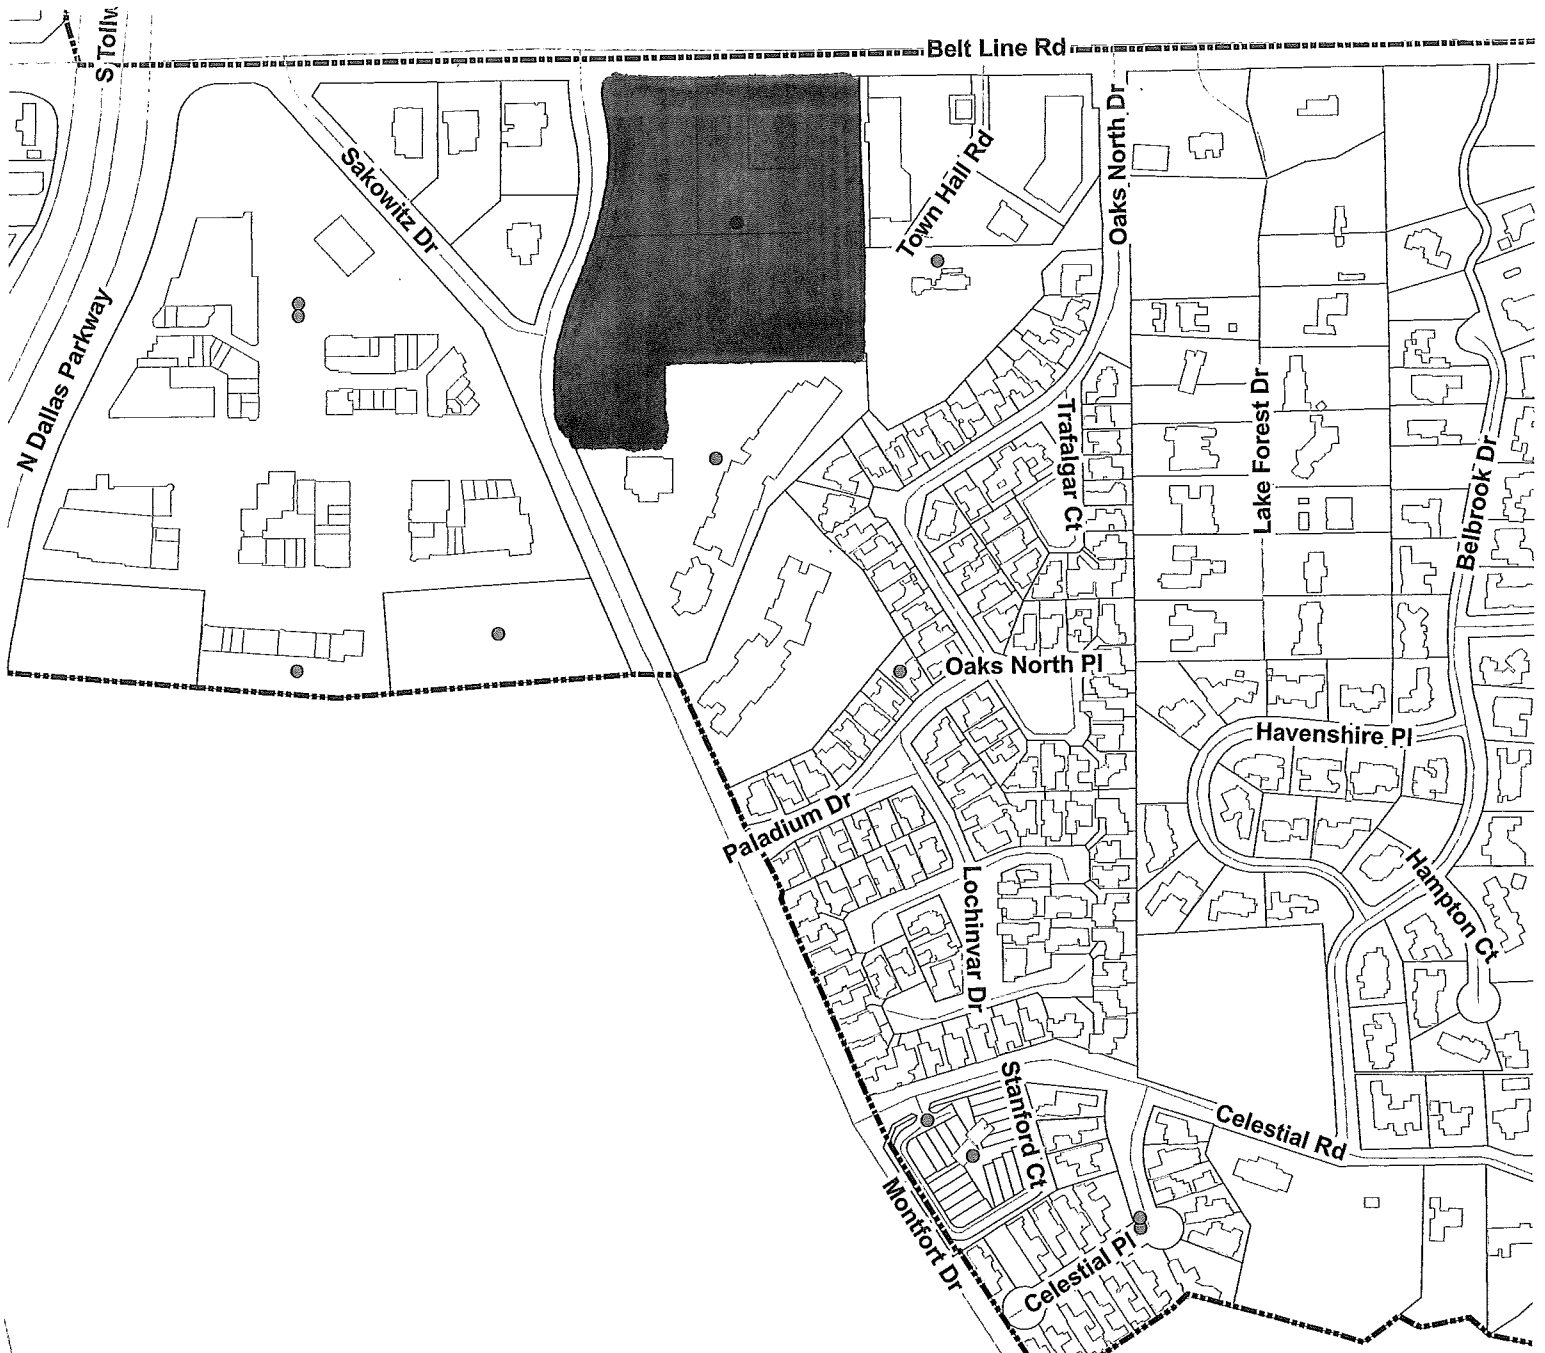 Belt Line Rd
S Tollw
Oaks North Dr
Town Hall Rd
Sakowitz Dr
N Dallas Parkway
Trafalgar Ct
Lake Forest Dr
Belbrook Dr
Oaks North Pl
Havenshire Pl
Paladium Dr
Hampton Ct
Lochinvar Dr
Stanford Ct
Celestial Rd
Montfort Dr
Celestial Pl